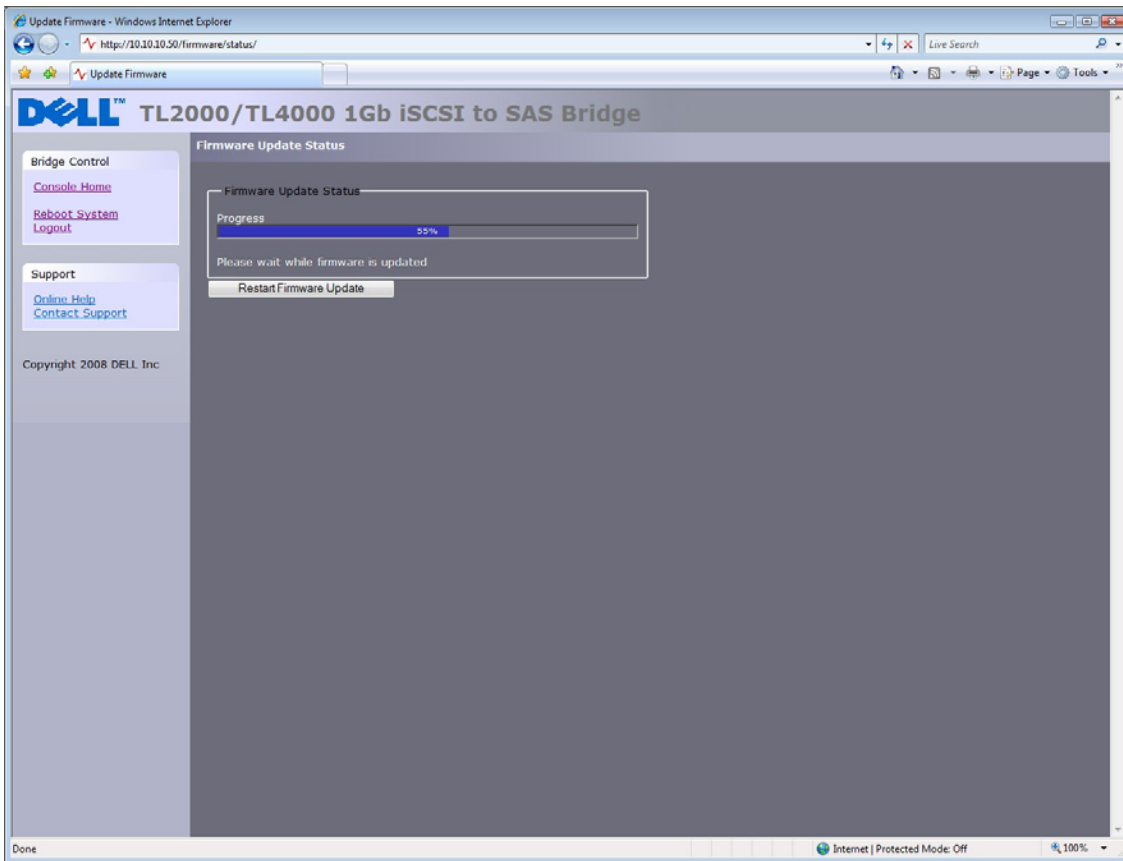 Update Firmware - Windows Internet Explorer
http://10.10.10.50/firmware/status/
Live Search
Update Firmware
Page
Tools
DELL™ TL2000/TL4000 1Gb iSCSI to SAS Bridge
Firmware Update Status
Bridge Control
Console Home
Reboot System
Logout
Support
Online Help
Contact Support
Copyright 2008 DELL Inc
Firmware Update Status
Progress
55%
Please wait while firmware is updated
Restart Firmware Update
Done
Internet | Protected Mode: Off
100%